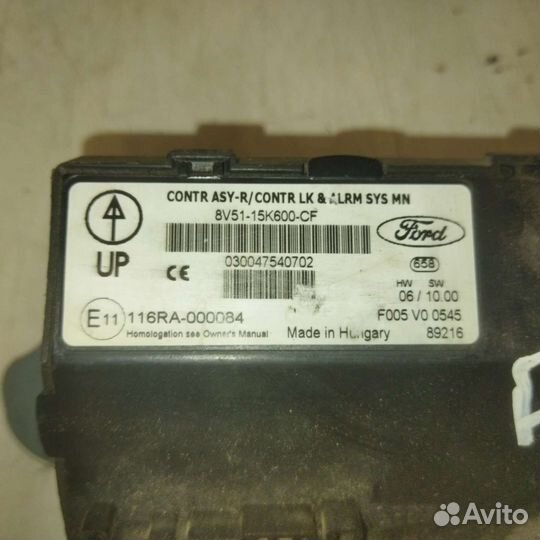 CONTR ASY-R/ CONTR LK & ALRM SYS MN
8V51-15K600-CF
Ford
UP
CE
030047540702
658
HW SW
06 / 10.00
E11 116RA-000084
F005 V0 0545
Homologation see Owner's Manual
Made in Hungary
89216
Avito